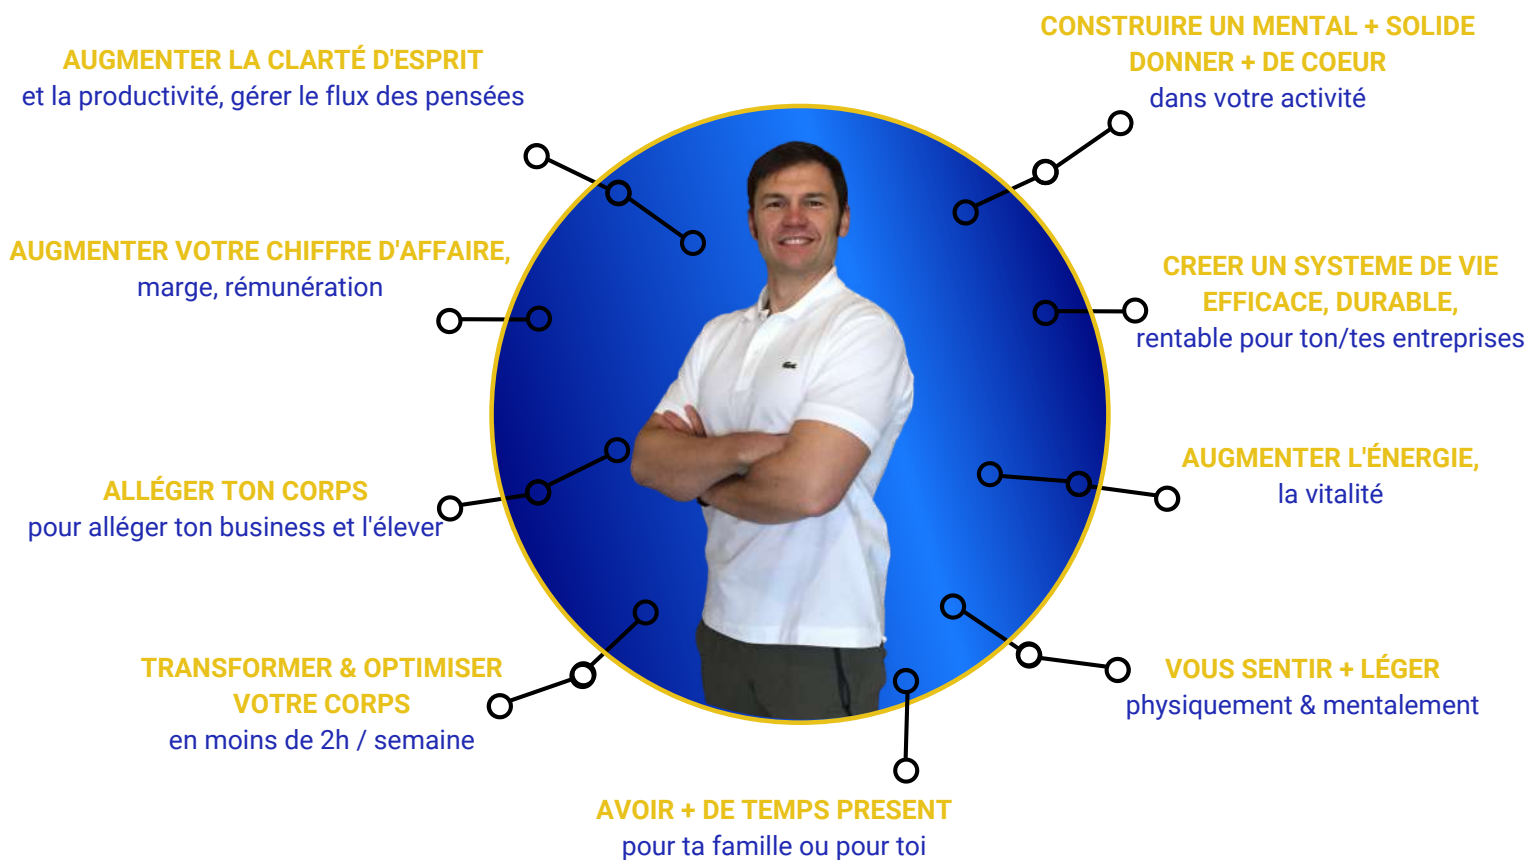 AUGMENTER LA CLARTÉ D'ESPRIT
et la productivité, gérer le flux des pensées
CONSTRUIRE UN MENTAL + SOLIDE
DONNER + DE COEUR
dans votre activité
AUGMENTER VOTRE CHIFFRE D'AFFAIRE,
marge, rémunération
CREER UN SYSTEME DE VIE
EFFICACE, DURABLE,
rentable pour ton/tes entreprises
ALLÉGER TON CORPS
pour alléger ton business et l'élever
AUGMENTER L'ÉNERGIE,
la vitalité
TRANSFORMER & OPTIMISER
VOTRE CORPS
en moins de 2h / semaine
VOUS SENTIR + LÉGER
physiquement & mentalement
AVOIR + DE TEMPS PRESENT
pour ta famille ou pour toi